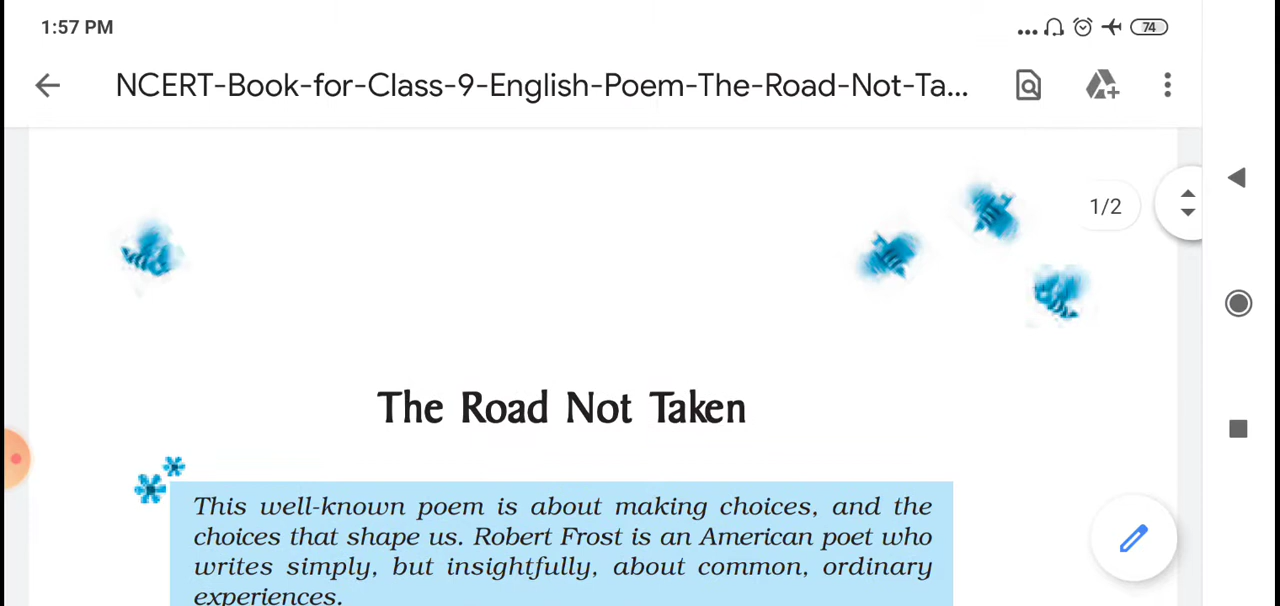 1:57 PM
74
NCERT-Book-for-Class-9-English-Poem-The-Road-Not-Ta...
1/2
The Road Not Taken
This well-known poem is about making choices, and the
choices that shape us. Robert Frost is an American poet who
writes simply, but insightfully, about common, ordinary
experiences.